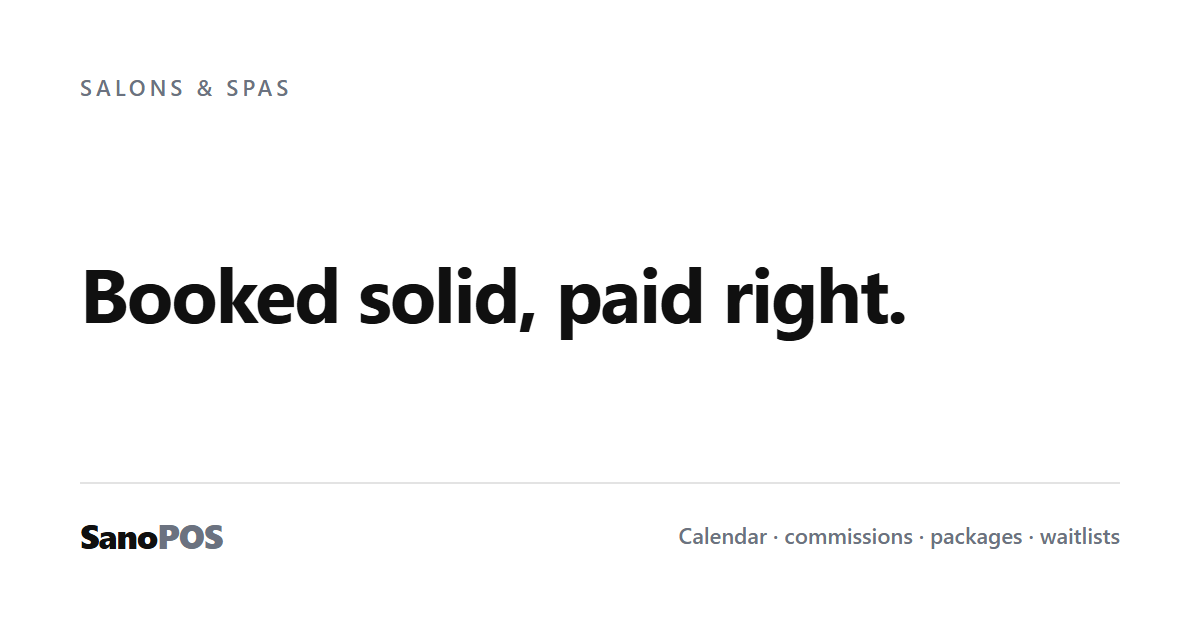 SALONS & SPAS
Booked solid, paid right.
SanoPOS
Calendar · commissions · packages · waitlists